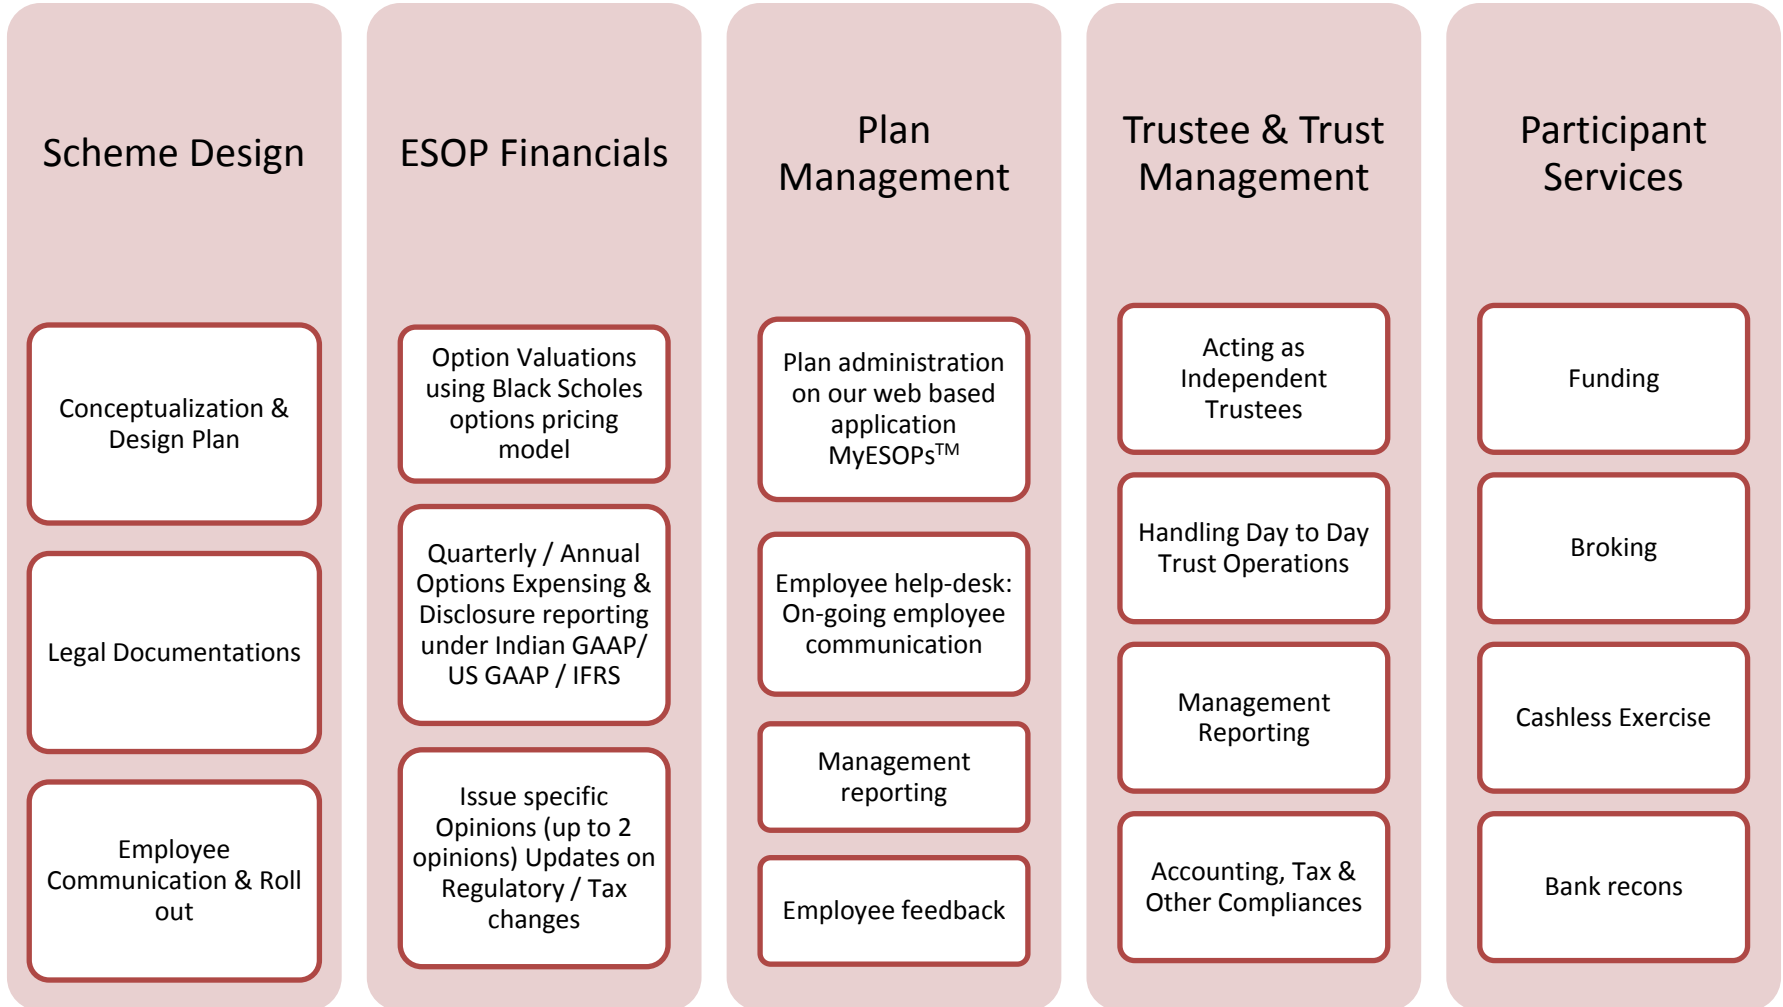 Scheme Design
Conceptualization &
Design Plan
Legal Documentations
Employee
Communication & Roll
out
ESOP Financials
Option Valuations
using Black Scholes
options pricing
model
Quarterly / Annual
Options Expensing &
Disclosure reporting
under Indian GAAP/
US GAAP / IFRS
Issue specific
Opinions (up to 2
opinions) Updates on
Regulatory / Tax
changes
Plan
Management
Plan administration
on our web based
application
MyESOPs™
Employee help-desk:
On-going employee
communication
Management
reporting
Employee feedback
Trustee & Trust
Management
Acting as
Independent
Trustees
Handling Day to Day
Trust Operations
Management
Reporting
Accounting, Tax &
Other Compliances
Participant
Services
Funding
Broking
Cashless Exercise
Bank recons